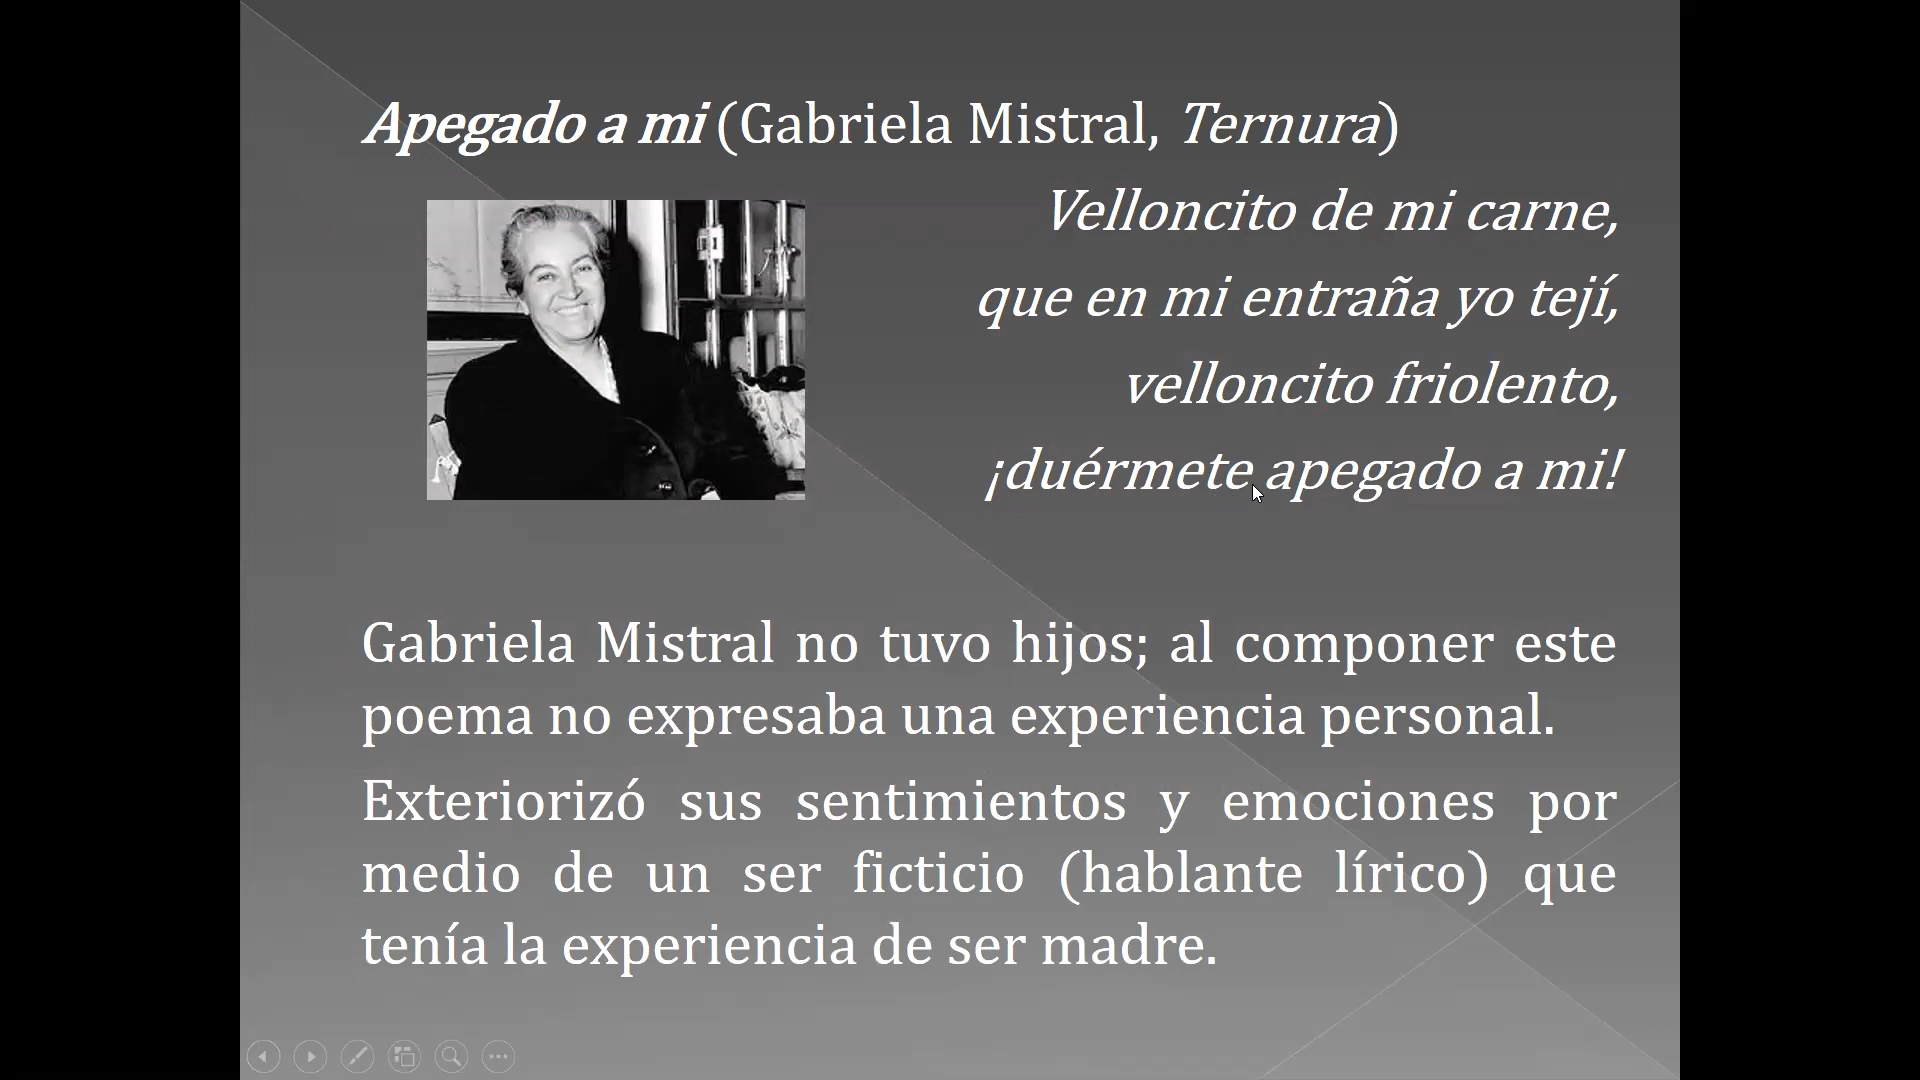 Apegado a mi (Gabriela Mistral, Ternura)
Velloncito de mi carne,
que en mi entraña yo tejí,
velloncito friolento,
¡duérmete apegado a mi!
Gabriela Mistral no tuvo hijos; al componer este
poema no expresaba una experiencia personal.
Exteriorizó sus sentimientos y emociones por
medio de un ser ficticio (hablante lírico) que
tenía la experiencia de ser madre.